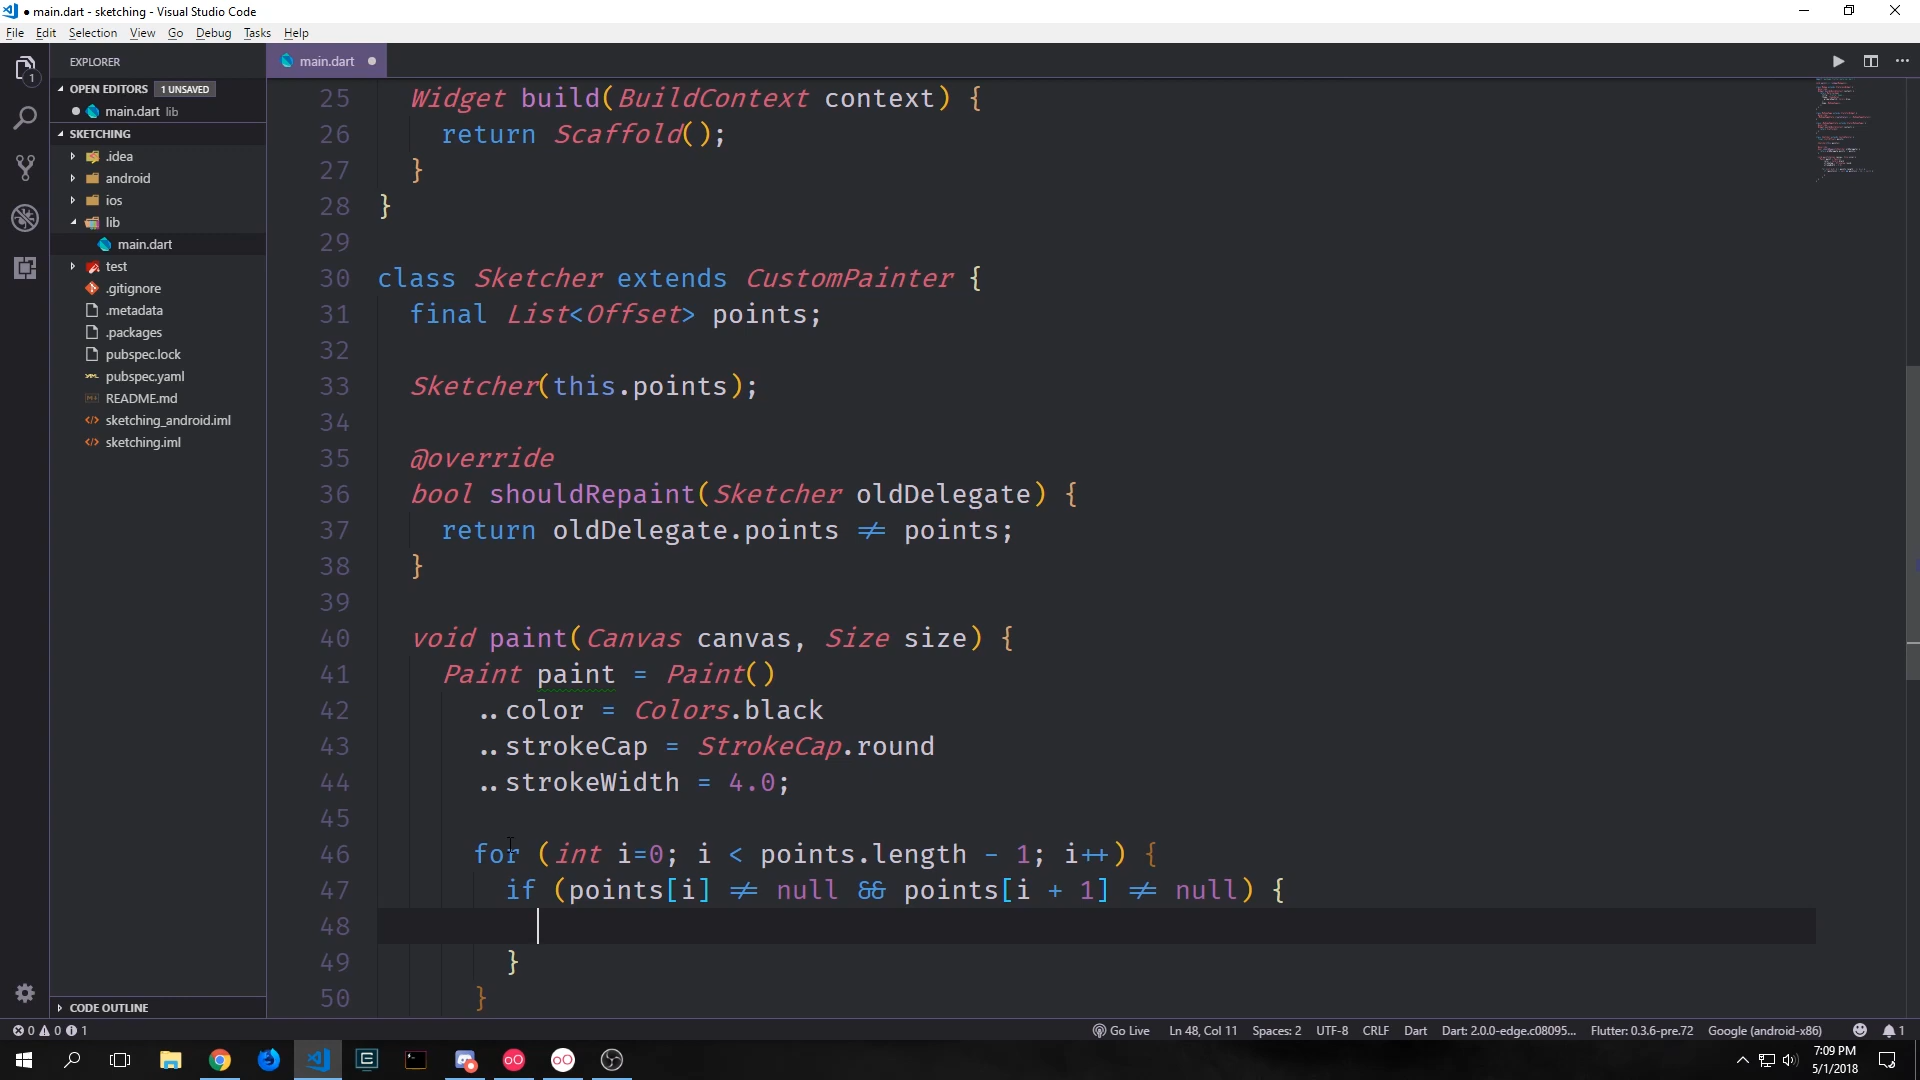 main.dart - sketching - Visual Studio Code
File Edit Selection View Go Debug Tasks Help
EXPLORER
OPEN EDITORS 1 UNSAVED
main.dart lib
SKETCHING
.idea
android
ios
lib
main.dart
test
.gitignore
.metadata
.packages
pubspec.lock
pubspec.yaml
README.md
sketching_android.iml
sketching.iml
CODE OUTLINE
main.dart
25 Widget build(BuildContext context) {
26 return Scaffold();
27 }
28 }
29
30 class Sketcher extends CustomPainter {
31 final List<Offset> points;
32
33 Sketcher(this.points);
34
35 @override
36 bool shouldRepaint(Sketcher oldDelegate) {
37 return oldDelegate.points != points;
38 }
39
40 void paint(Canvas canvas, Size size) {
41 Paint paint = Paint()
42 ..color = Colors.black
43 ..strokeCap = StrokeCap.round
44 ..strokeWidth = 4.0;
45
46 for (int i=0; i < points.length - 1; i++) {
47 if (points[i] != null && points[i + 1] != null) {
48
49 }
50 }
0 0 1
Go Live Ln 48, Col 11 Spaces: 2 UTF-8 CRLF Dart Dart: 2.0.0-edge.c08095... Flutter: 0.3.6-pre.72 Google (android-x86) 1
7:09 PM
5/1/2018